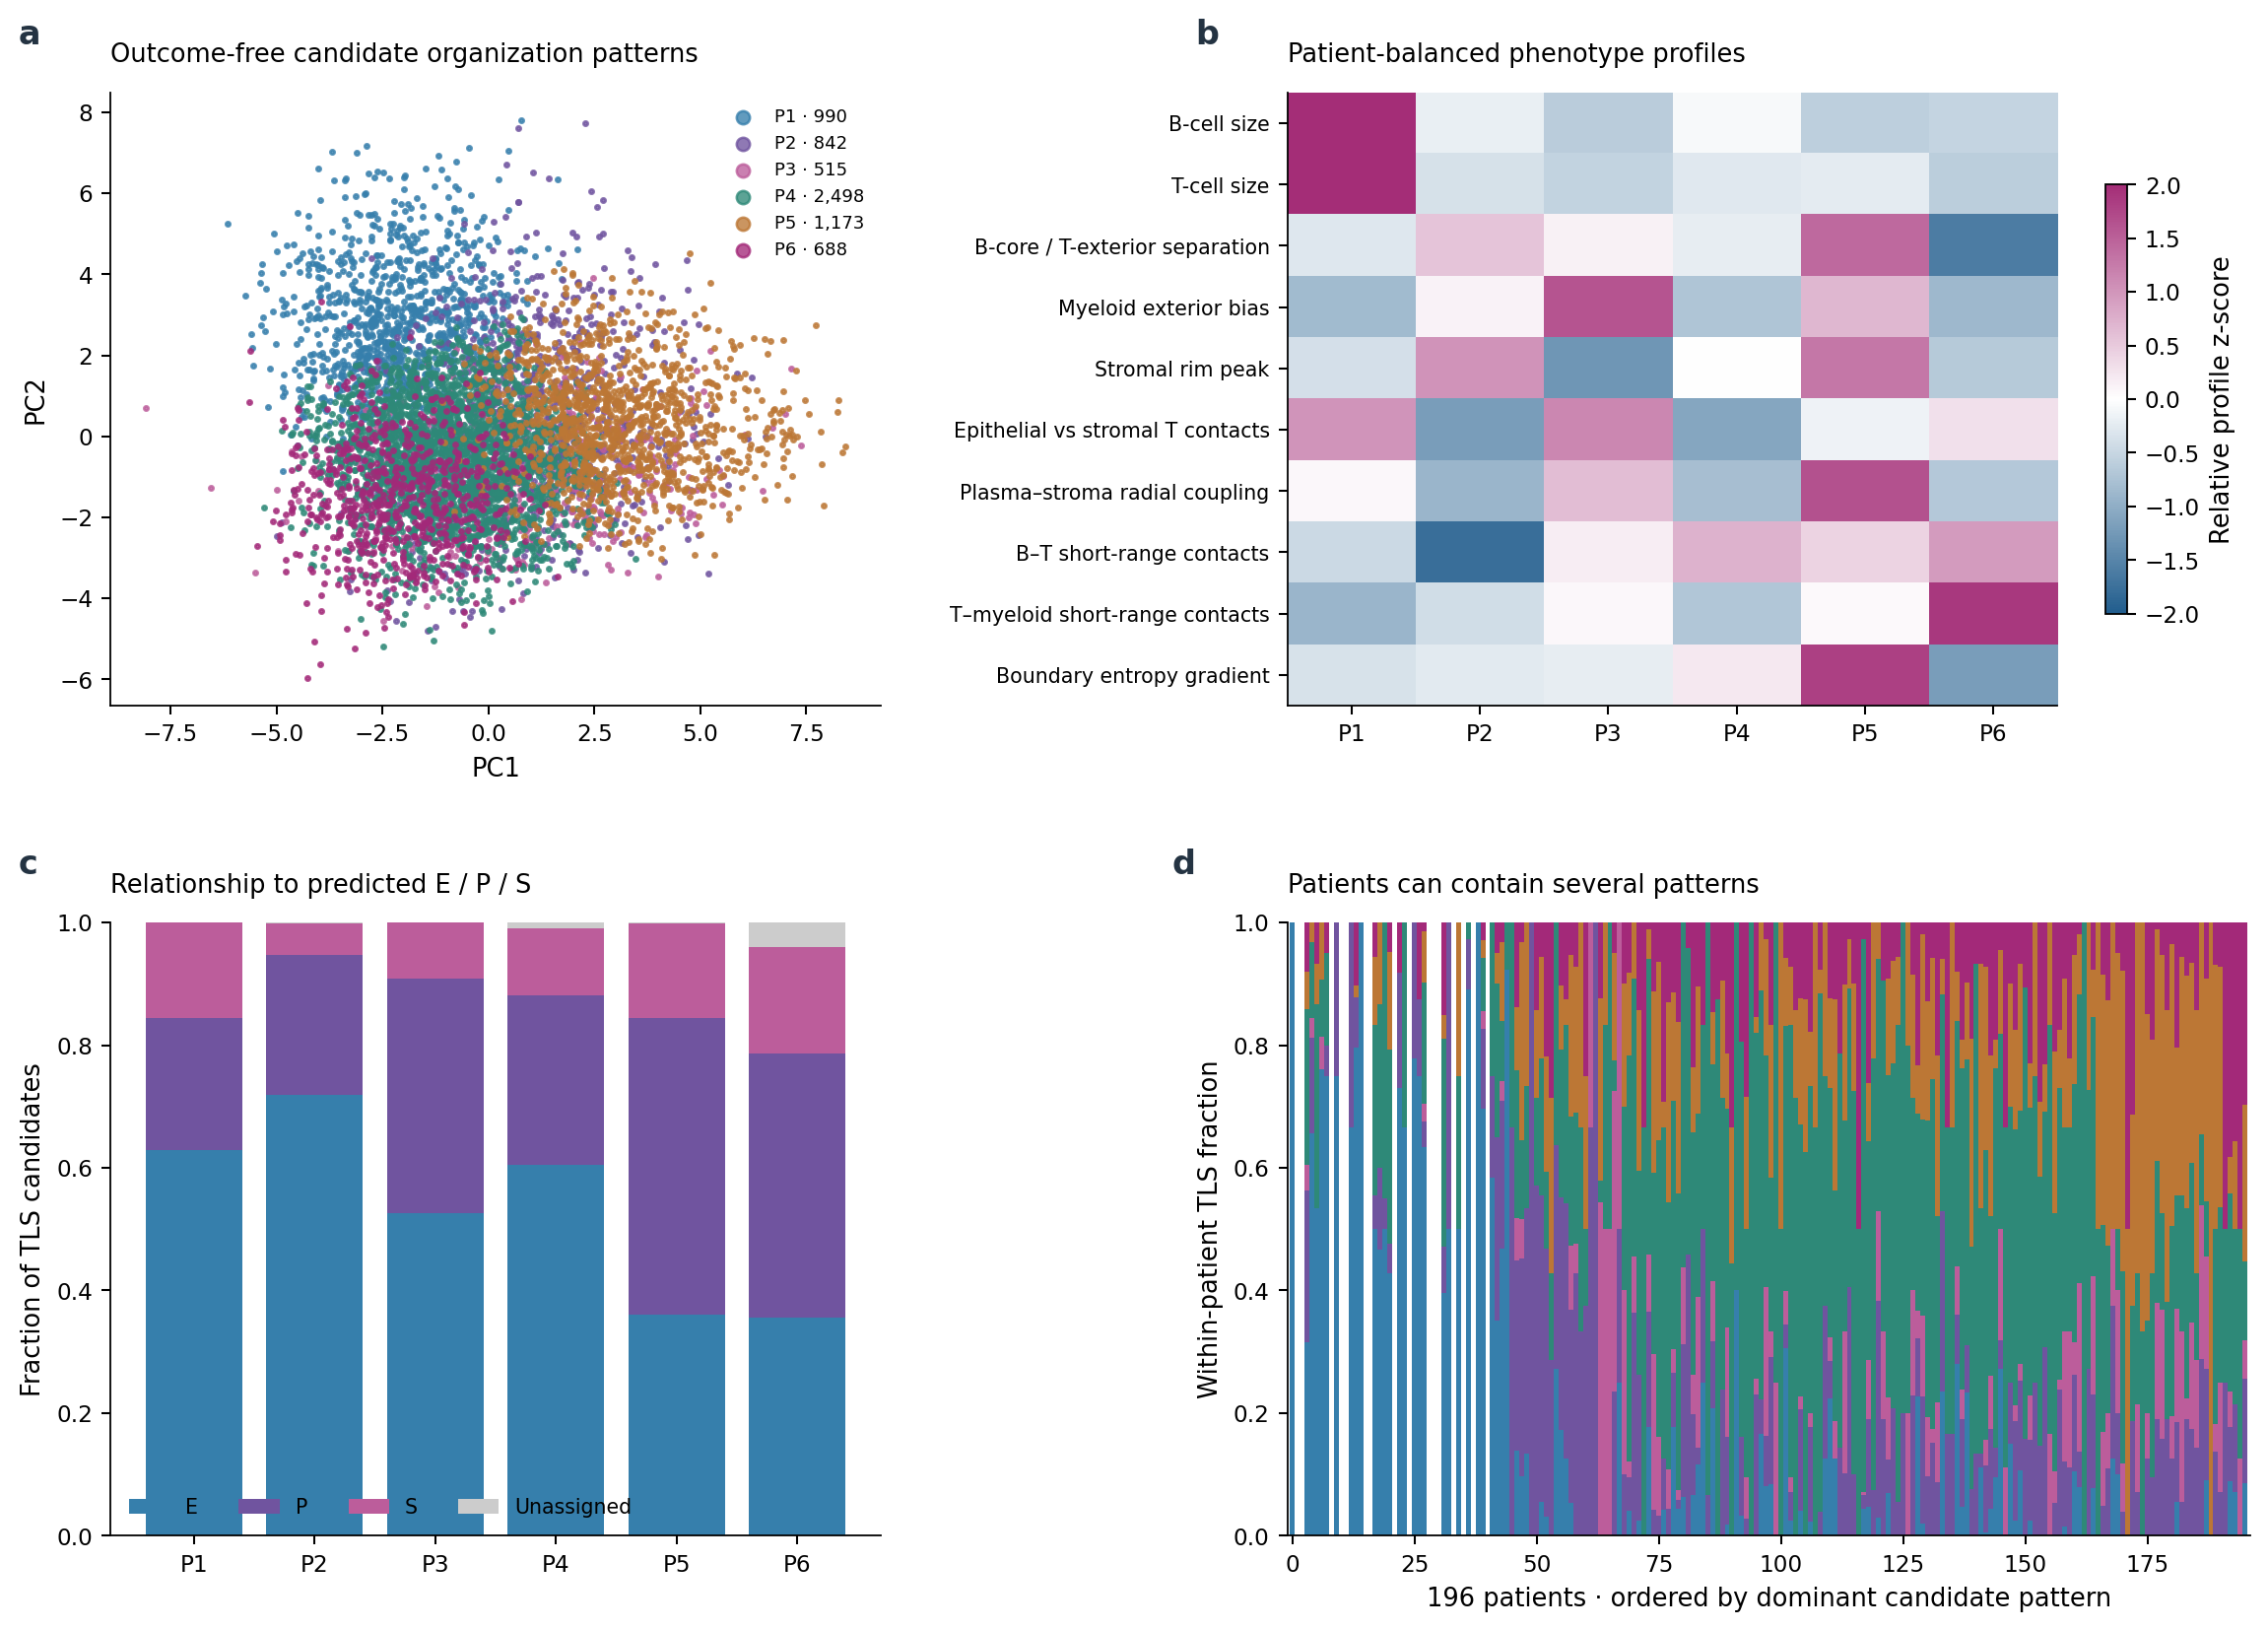 a
Outcome-free candidate organization patterns
8
6
4
2
0
−2
−4
−6
PC2
−7.5 −5.0 −2.5 0.0 2.5 5.0 7.5
PC1
P1 · 990
P2 · 842
P3 · 515
P4 · 2,498
P5 · 1,173
P6 · 688
b
Patient-balanced phenotype profiles
B-cell size
T-cell size
B-core / T-exterior separation
Myeloid exterior bias
Stromal rim peak
Epithelial vs stromal T contacts
Plasma–stroma radial coupling
B–T short-range contacts
T–myeloid short-range contacts
Boundary entropy gradient
P1 P2 P3 P4 P5 P6
2.0
1.5
1.0
0.5
0.0
−0.5
−1.0
−1.5
−2.0
Relative profile z-score
c
Relationship to predicted E / P / S
1.0
0.8
0.6
0.4
0.2
0.0
Fraction of TLS candidates
E P S Unassigned
P1 P2 P3 P4 P5 P6
d
Patients can contain several patterns
1.0
0.8
0.6
0.4
0.2
0.0
Within-patient TLS fraction
0 25 50 75 100 125 150 175
196 patients · ordered by dominant candidate pattern